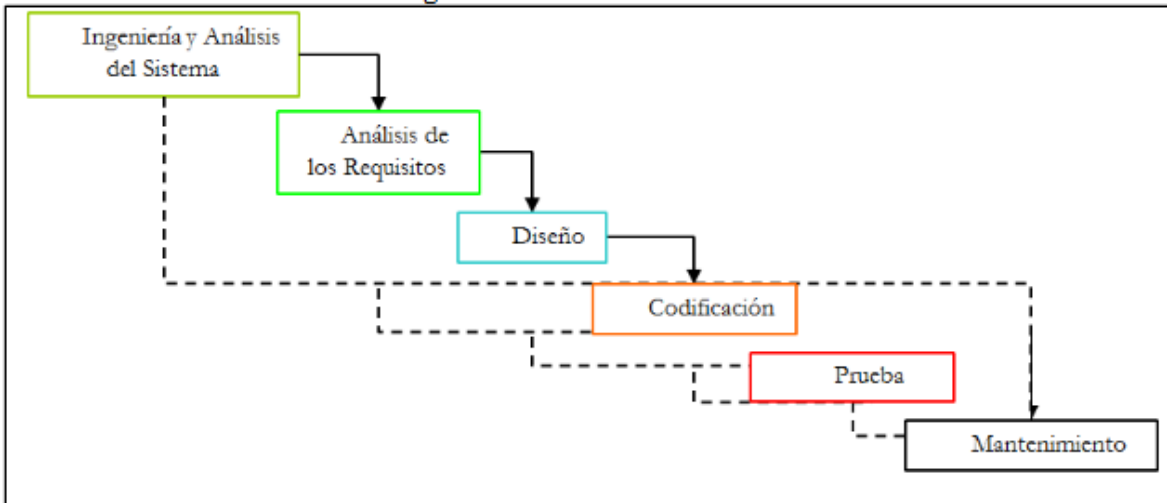 Ingeniería y Análisis
del Sistema
Análisis de
los Requisitos
Diseño
Codificación
Prueba
Mantenimiento